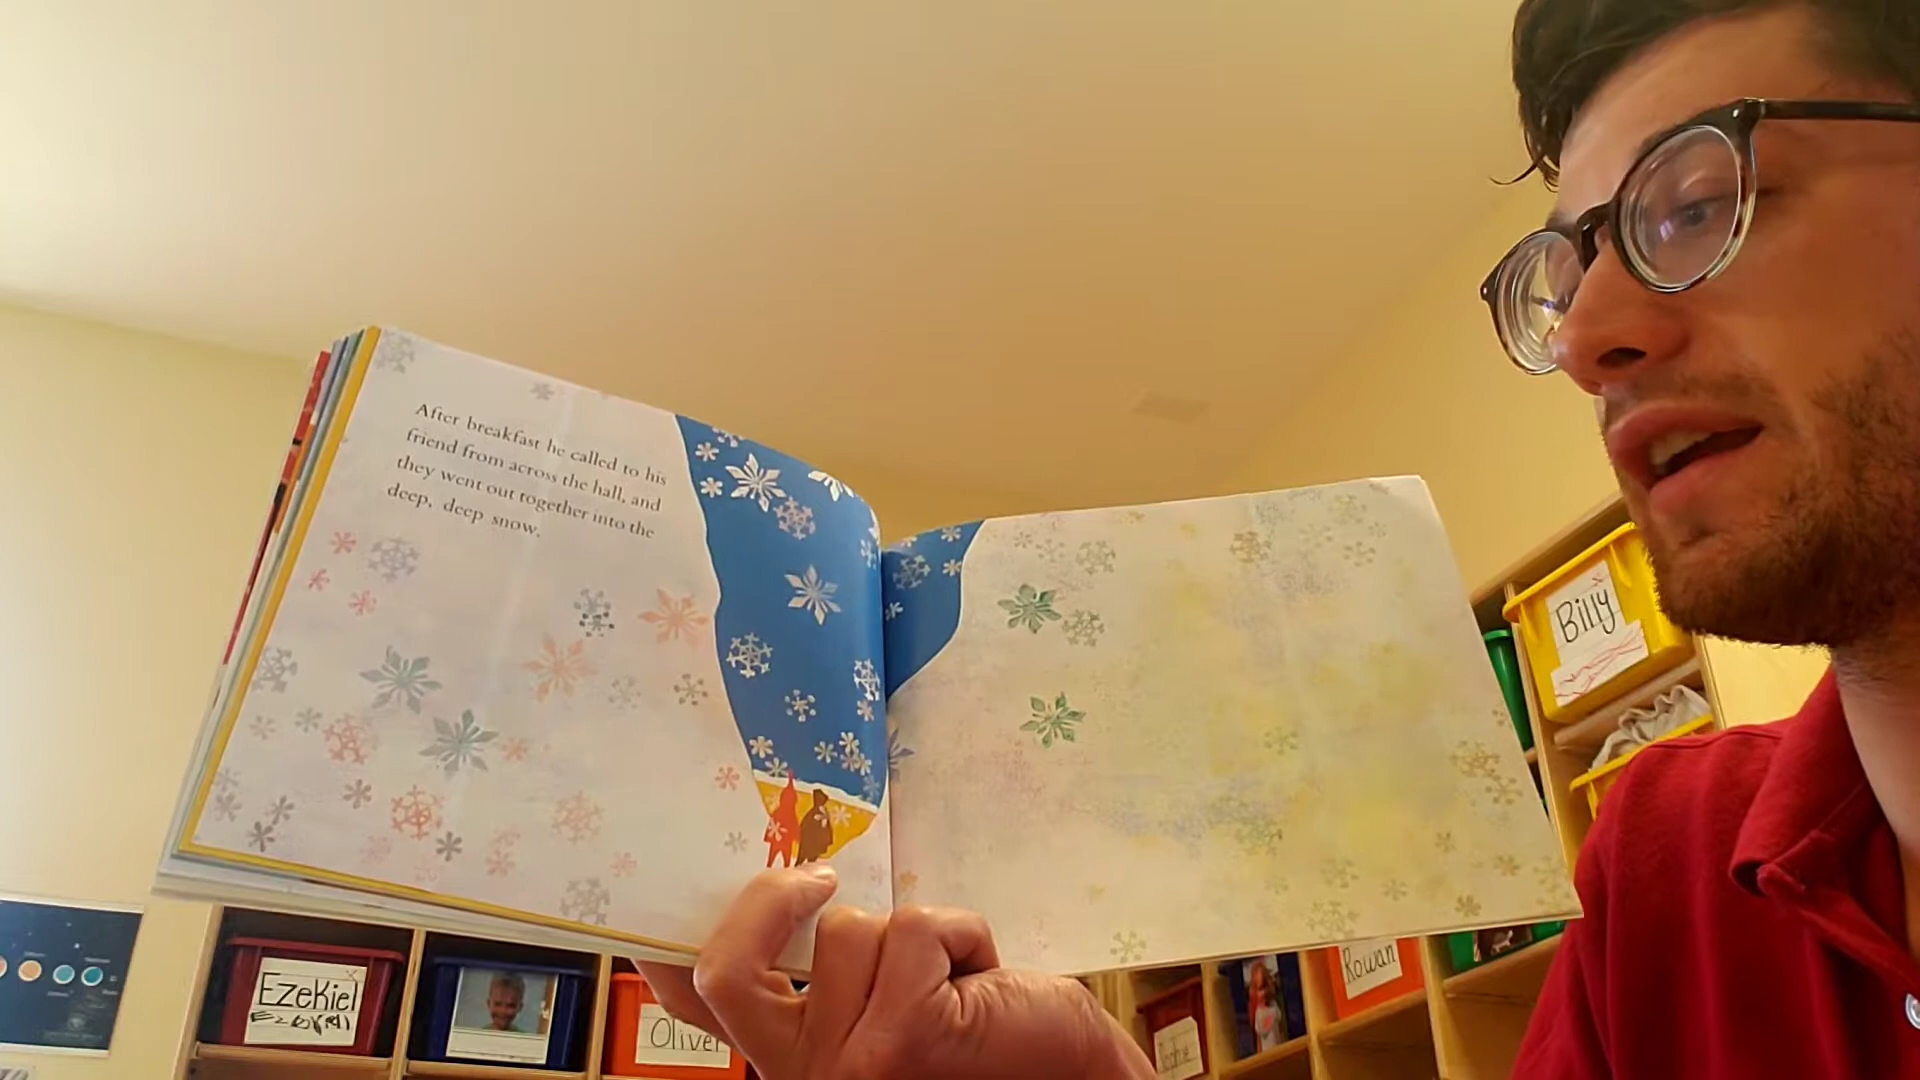 After breakfast he called to his
friend from across the hall, and
they went out together into the
deep, deep snow.
Billy
Ezekiel
Oliver
Rowan